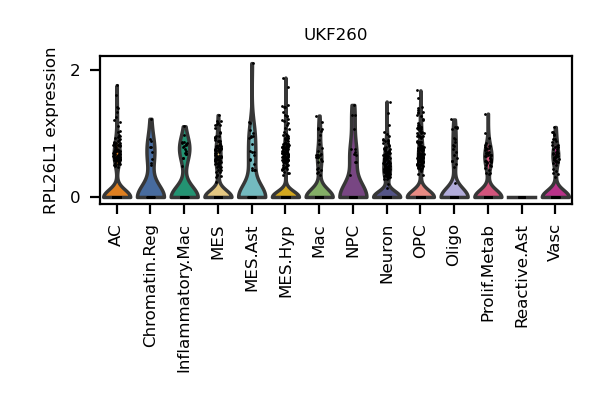 UKF260
RPL26L1 expression
2
0
AC
Chromatin.Reg
Inflammatory.Mac
MES
MES.Ast
MES.Hyp
Mac
NPC
Neuron
OPC
Oligo
Prolif.Metab
Reactive.Ast
Vasc